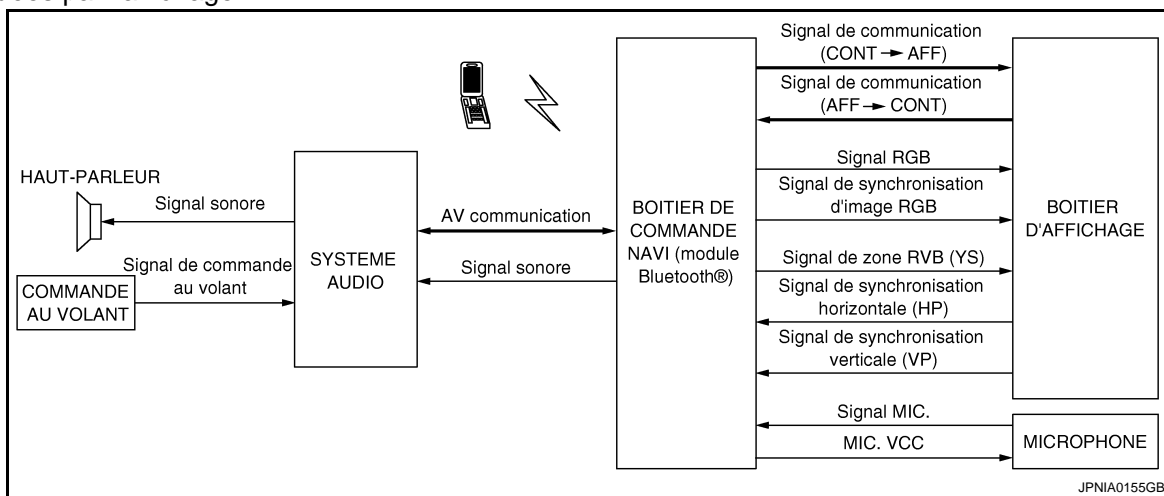 Signal de communication
(CONT → AFF)
Signal de communication
(AFF → CONT)
HAUT-PARLEUR
Signal sonore
Signal de commande
au volant
COMMANDE
AU VOLANT
SYSTEME
AUDIO
AV communication
Signal sonore
BOITIER DE
COMMANDE
NAVI (module
Bluetooth®)
Signal RGB
Signal de synchronisation
d'image RGB
Signal de zone RVB (YS)
Signal de synchronisation
horizontale (HP)
Signal de synchronisation
verticale (VP)
BOITIER
D'AFFICHAGE
Signal MIC.
MIC. VCC
MICROPHONE
JPNIA0155GB